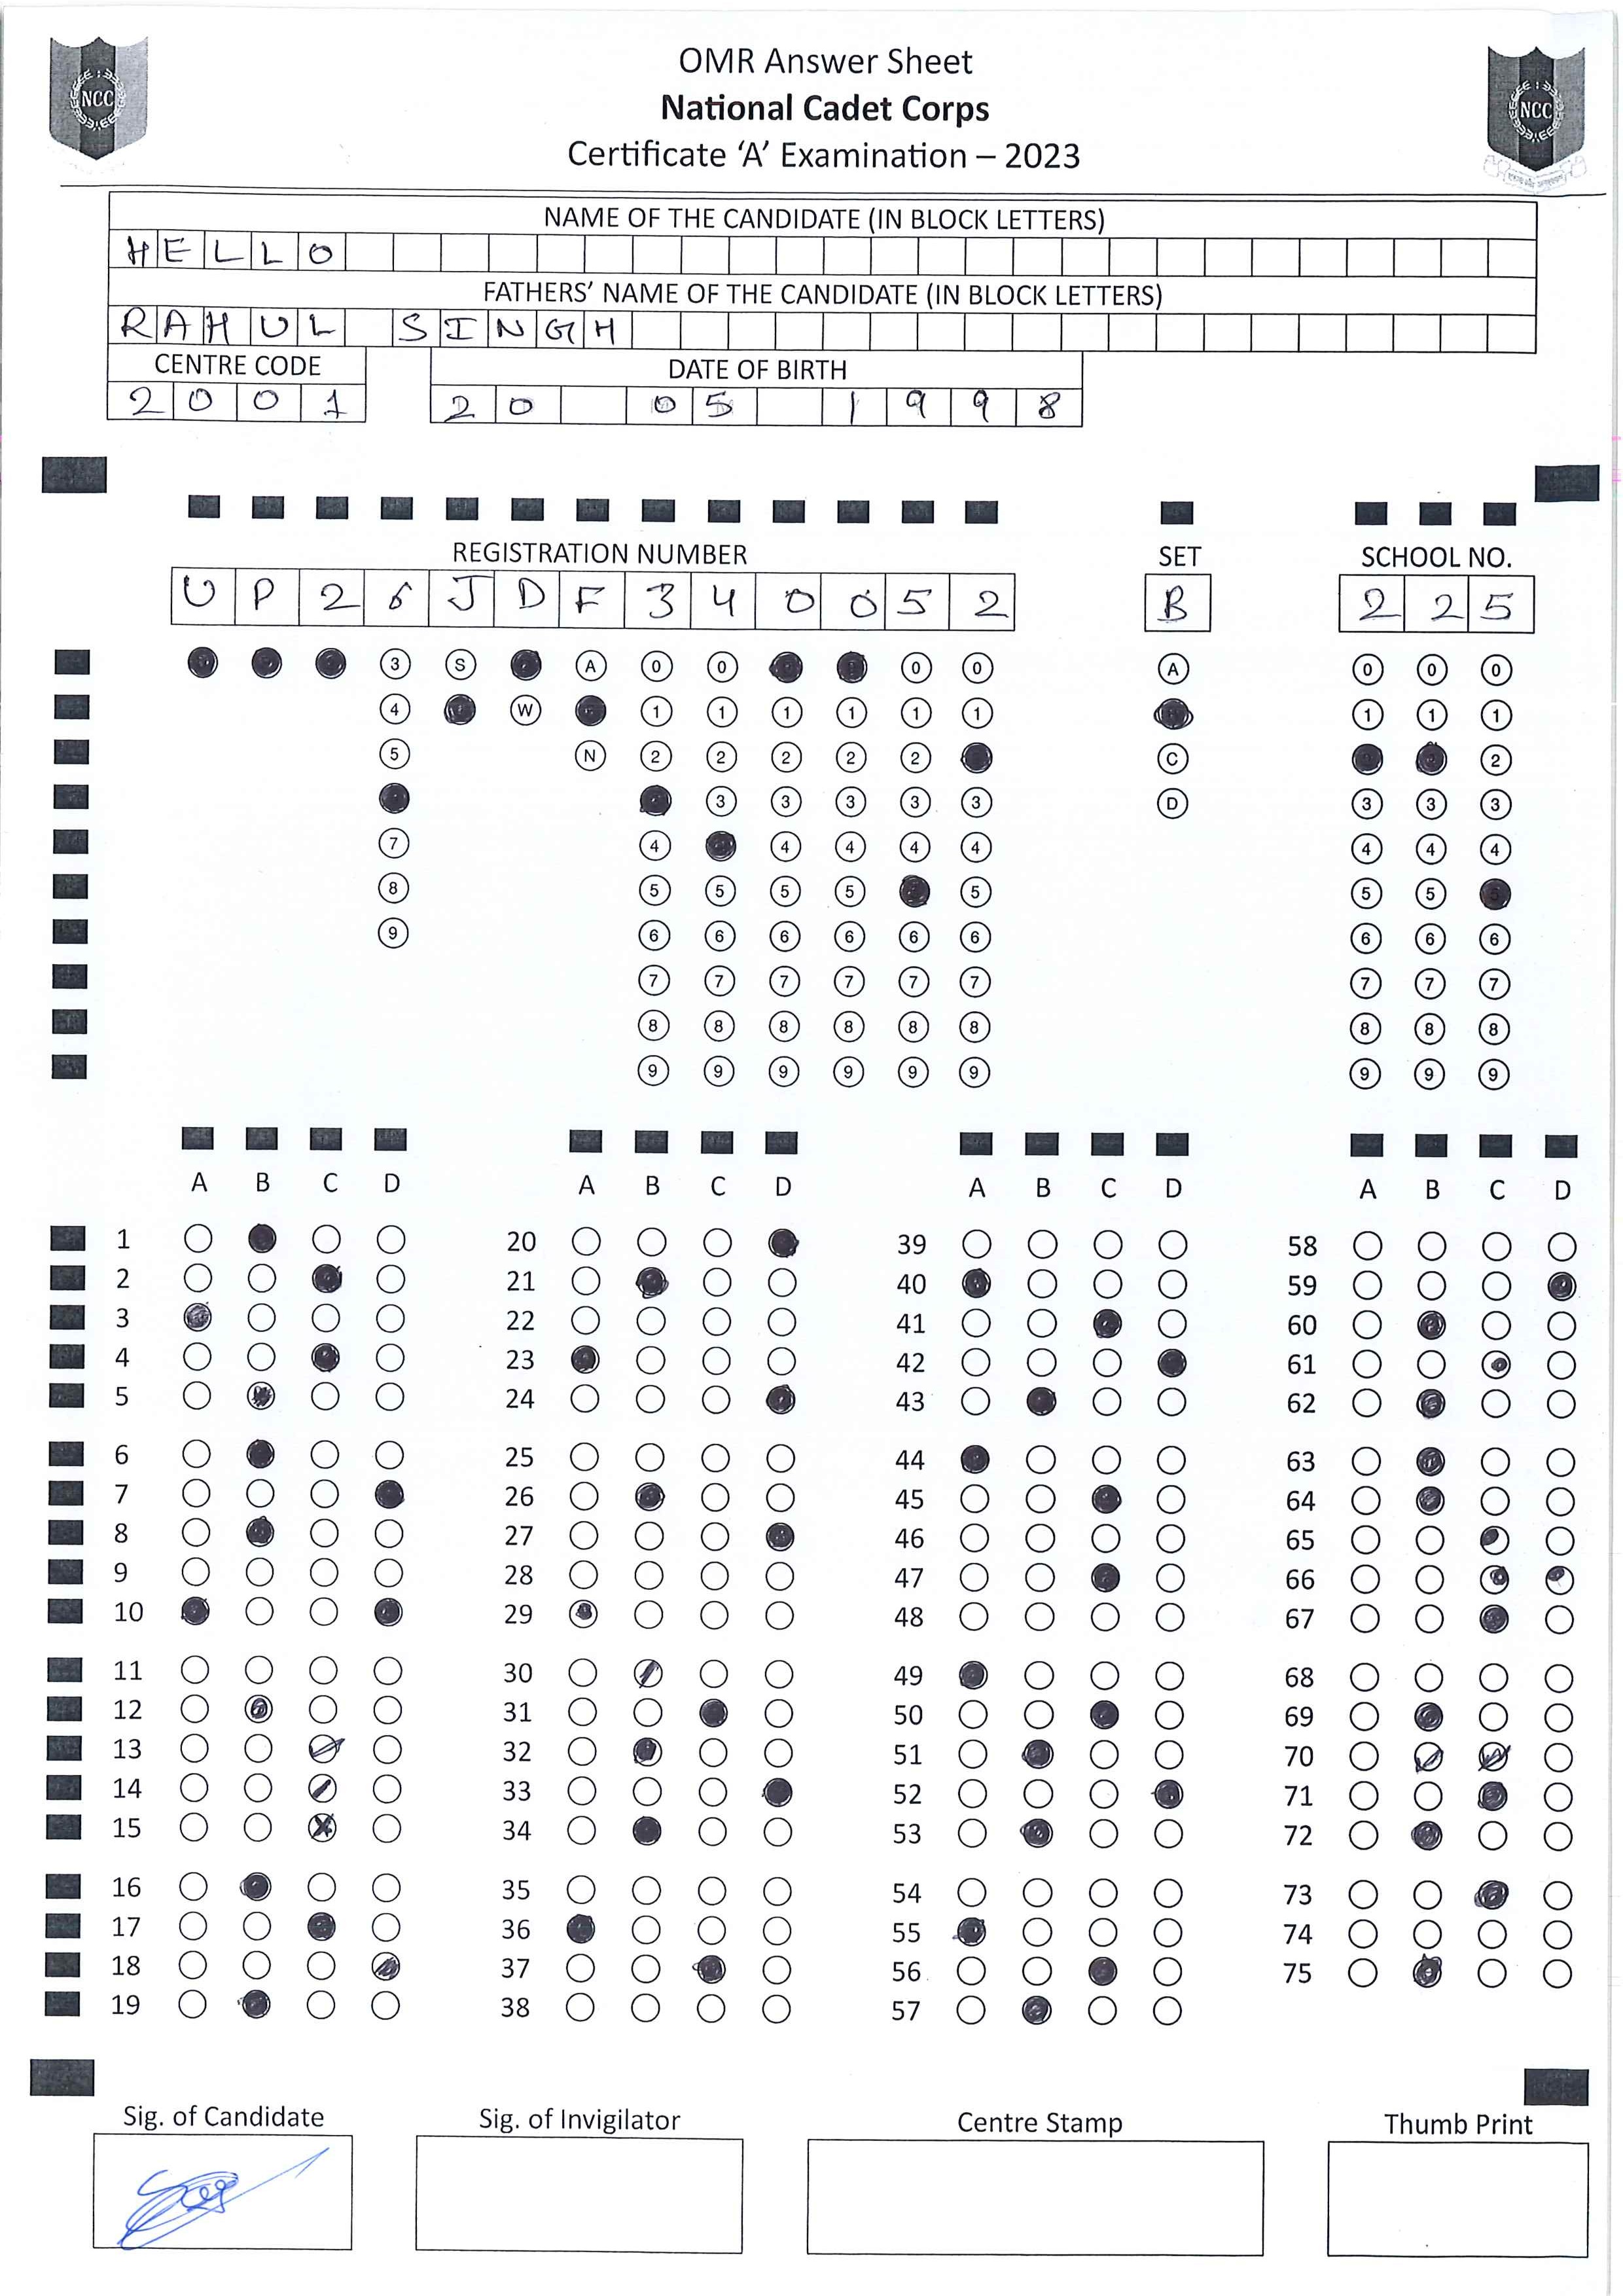 OMR Answer Sheet
National Cadet Corps
Certificate ‘A’ Examination – 2023
NCC
NCC
NAME OF THE CANDIDATE (IN BLOCK LETTERS)
HELLO
FATHERS’ NAME OF THE CANDIDATE (IN BLOCK LETTERS)
RAHUL SINGH
CENTRE CODE DATE OF BIRTH
2001 20 05 1998
REGISTRATION NUMBER SET SCHOOL NO.
U P 2 6 J D F 3 4 0 0 5 2 B 2 2 5
3 S A 0 0 0 0 A 0 0 0
4 W 1 1 1 1 1 1 1 1 1
5 N 2 2 2 2 C 2
3 3 3 3 3 D 3 3 3
7 4 4 4 4 4 4 4 4
8 5 5 5 5 5 5 5
9 6 6 6 6 6 6 6 6 6
7 7 7 7 7 7 7 7 7
8 8 8 8 8 8 8 8 8
9 9 9 9 9 9 9 9 9
A B C D A B C D A B C D A B C D
1 20 39 58
2 21 40 59
3 22 41 60
4 23 42 61
5 24 43 62
6 25 44 63
7 26 45 64
8 27 46 65
9 28 47 66
10 29 48 67
11 30 49 68
12 31 50 69
13 32 51 70
14 33 52 71
15 34 53 72
16 35 54 73
17 36 55 74
18 37 56 75
19 38 57
Sig. of Candidate Sig. of Invigilator Centre Stamp Thumb Print